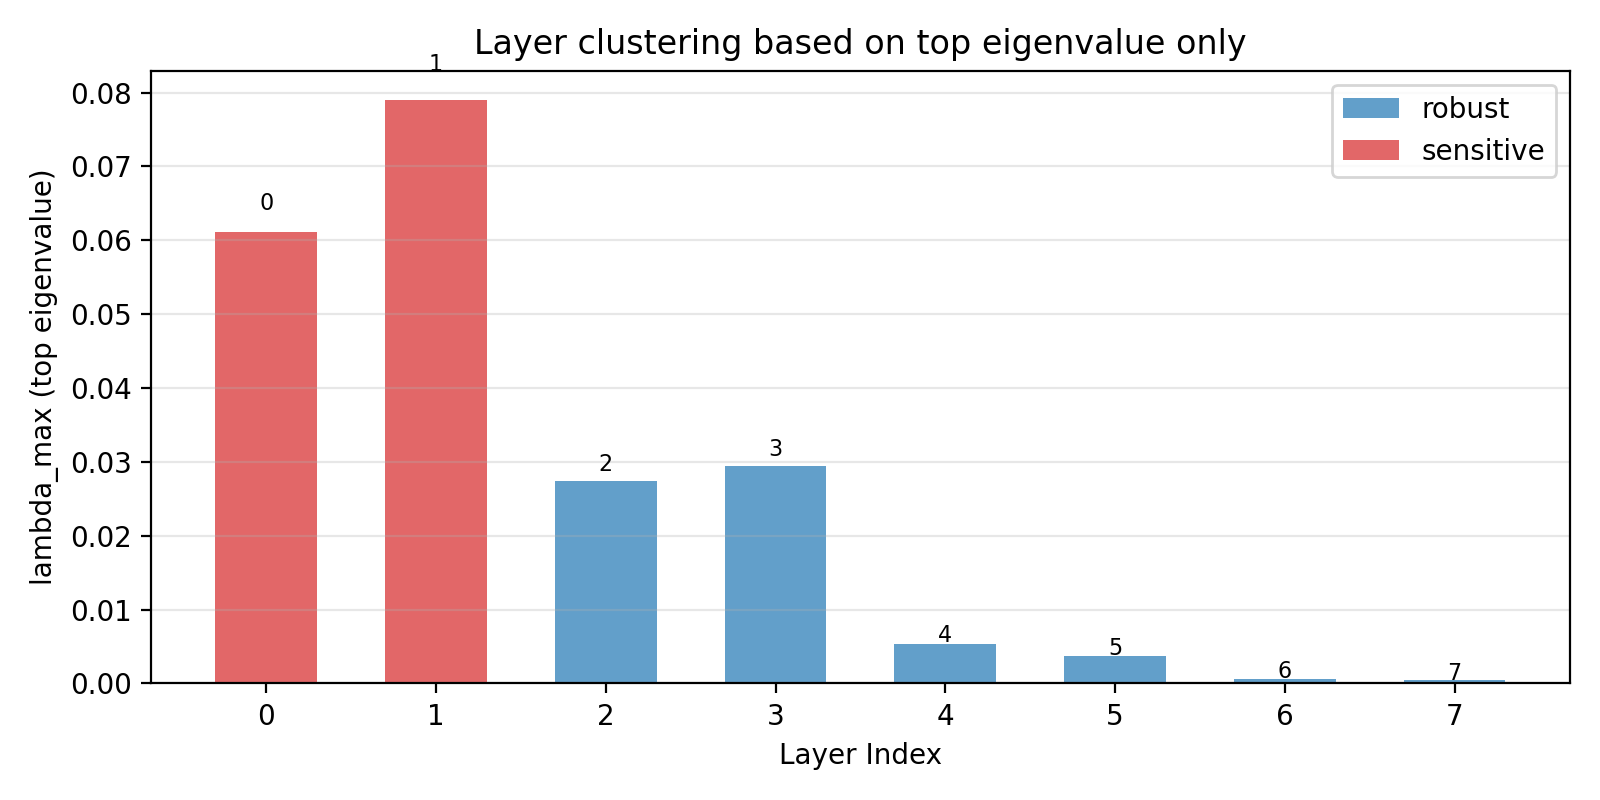 Layer clustering based on top eigenvalue only
robust
sensitive
lambda_max (top eigenvalue)
0.08
0.07
0.06
0.05
0.04
0.03
0.02
0.01
0.00
0
1
2
3
4
5
6
7
0 1 2 3 4 5 6 7
Layer Index